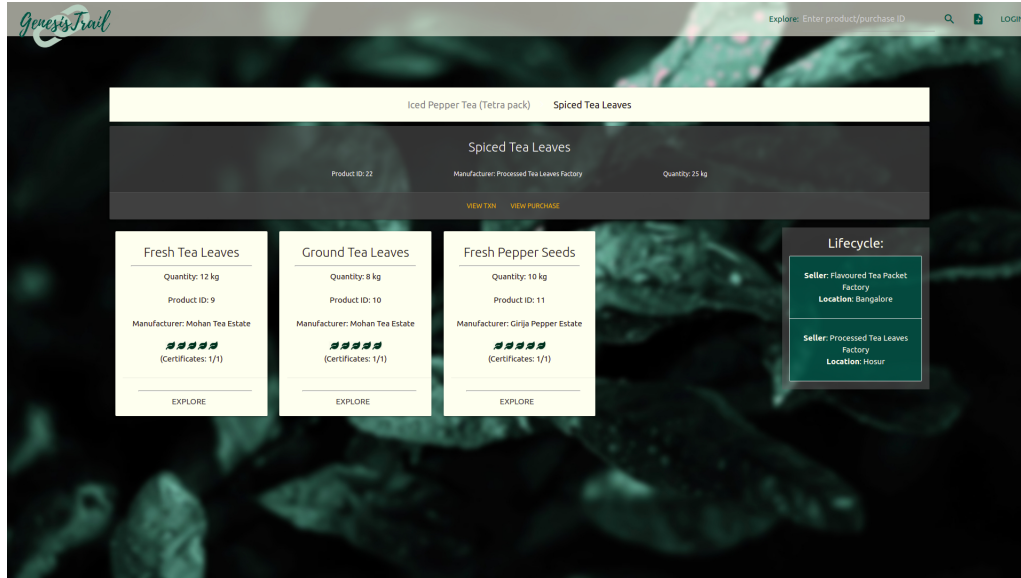 Genesis Trail
Explore: Enter product/purchase ID
LOGIN
Iced Pepper Tea (Tetra pack) Spiced Tea Leaves
Spiced Tea Leaves
Product ID: 22 Manufacturer: Processed Tea Leaves Factory Quantity: 25 kg
VIEW TXN VIEW PURCHASE
Fresh Tea Leaves
Quantity: 12 kg
Product ID: 9
Manufacturer: Mohan Tea Estate
(Certificates: 1/1)
EXPLORE
Ground Tea Leaves
Quantity: 8 kg
Product ID: 10
Manufacturer: Mohan Tea Estate
(Certificates: 1/1)
EXPLORE
Fresh Pepper Seeds
Quantity: 10 kg
Product ID: 11
Manufacturer: Girija Pepper Estate
(Certificates: 1/1)
EXPLORE
Lifecycle:
Seller: Flavoured Tea Packet
Factory
Location: Bangalore
Seller: Processed Tea Leaves
Factory
Location: Hosur